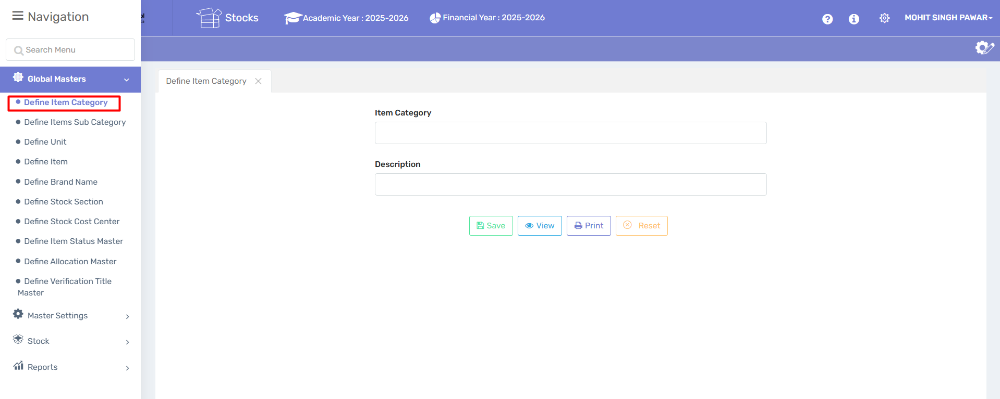 Navigation
Stocks
Academic Year : 2025-2026
Financial Year : 2025-2026
MOHIT SINGH PAWAR
Search Menu
Global Masters
Define Item Category
Define Items Sub Category
Define Unit
Define Item
Define Brand Name
Define Stock Section
Define Stock Cost Center
Define Item Status Master
Define Allocation Master
Define Verification Title
Master
Master Settings
Stock
Reports
Define Item Category
Item Category
Description
Save
View
Print
Reset